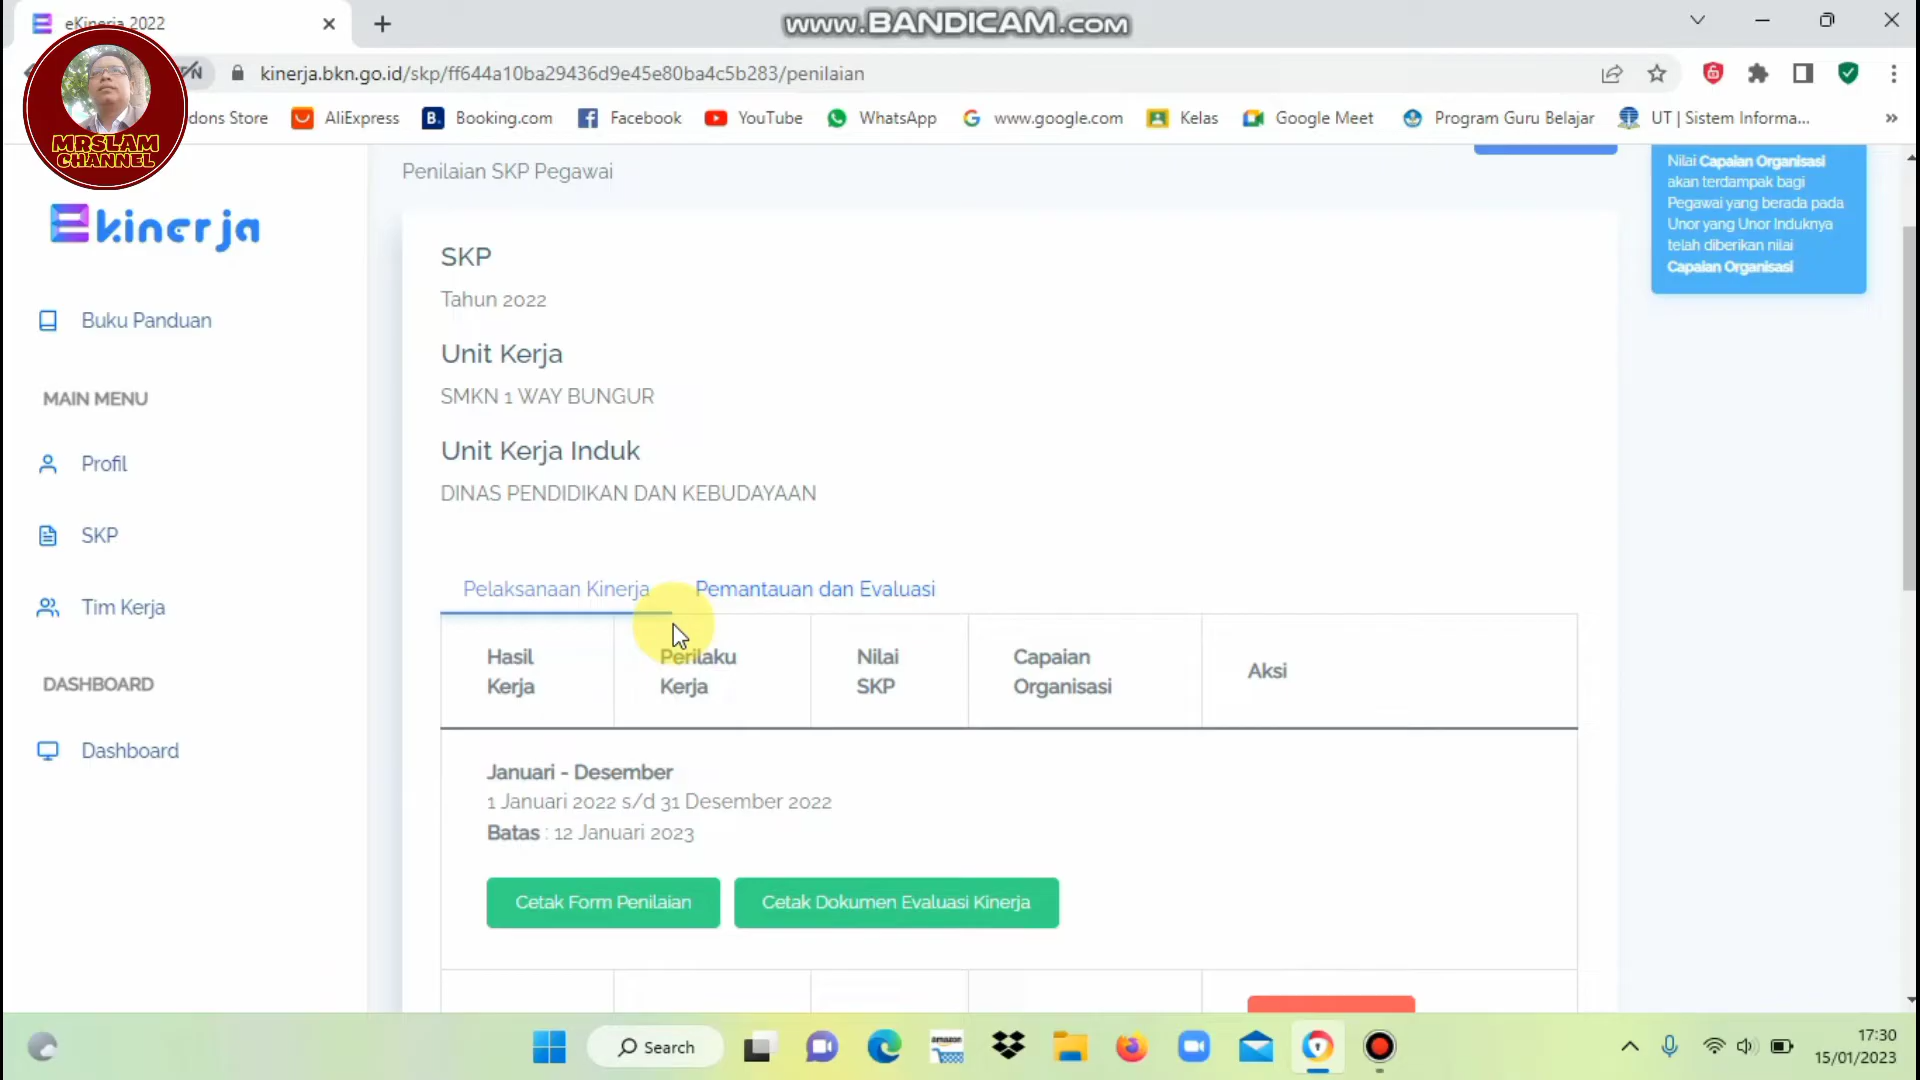 eKinerja 2022
www.BANDICAM.com
kinerja.bkn.go.id/skp/ff644a10ba29436d9e45e80ba4c5b283/penilaian
dons Store
AliExpress
Booking.com
Facebook
YouTube
WhatsApp
www.google.com
Kelas
Google Meet
Program Guru Belajar
UT | Sistem Informa...
MRSLAM
CHANNEL
Ekinerja
Buku Panduan
MAIN MENU
Profil
SKP
Tim Kerja
DASHBOARD
Dashboard
Penilaian SKP Pegawai
SKP
Tahun 2022
Unit Kerja
SMKN 1 WAY BUNGUR
Unit Kerja Induk
DINAS PENDIDIKAN DAN KEBUDAYAAN
Pelaksanaan Kinerja
Pemantauan dan Evaluasi
Hasil
Kerja
Perilaku
Kerja
Nilai
SKP
Capaian
Organisasi
Aksi
Januari - Desember
1 Januari 2022 s/d 31 Desember 2022
Batas : 12 Januari 2023
Cetak Form Penilaian
Cetak Dokumen Evaluasi Kinerja
Nilai Capaian Organisasi
akan terdampak bagi
Pegawai yang berada pada
Unor yang Unor Induknya
telah diberikan nilai
Capaian Organisasi
Search
amazon
17:30
15/01/2023